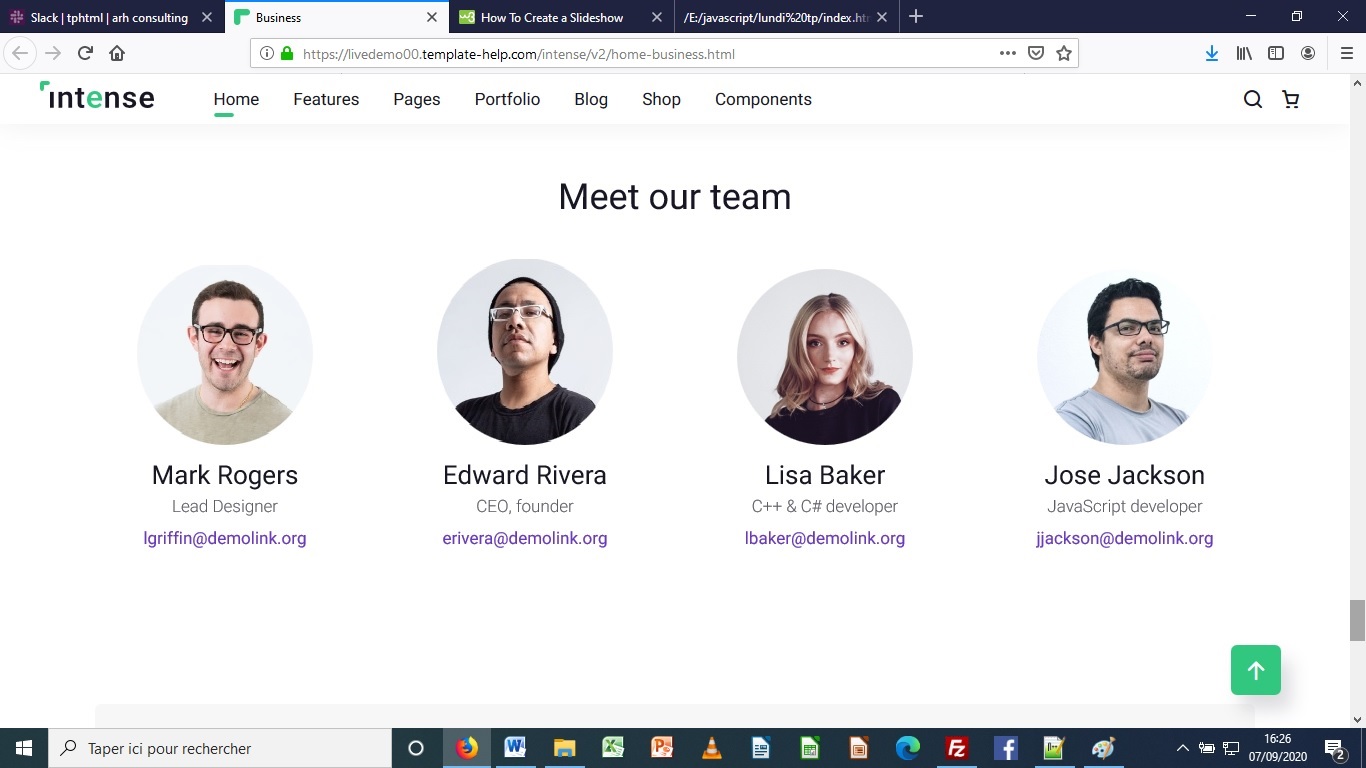 Slack | tphtml | arh consulting
Business
How To Create a Slideshow
/E:/javascript/lundi%20tp/index.ht
https://livedemo00.template-help.com/intense/v2/home-business.html
intense
Home Features Pages Portfolio Blog Shop Components
Meet our team
Mark Rogers
Lead Designer
lgriffin@demolink.org
Edward Rivera
CEO, founder
erivera@demolink.org
Lisa Baker
C++ & C# developer
lbaker@demolink.org
Jose Jackson
JavaScript developer
jjackson@demolink.org
Taper ici pour rechercher
16:26
07/09/2020
2